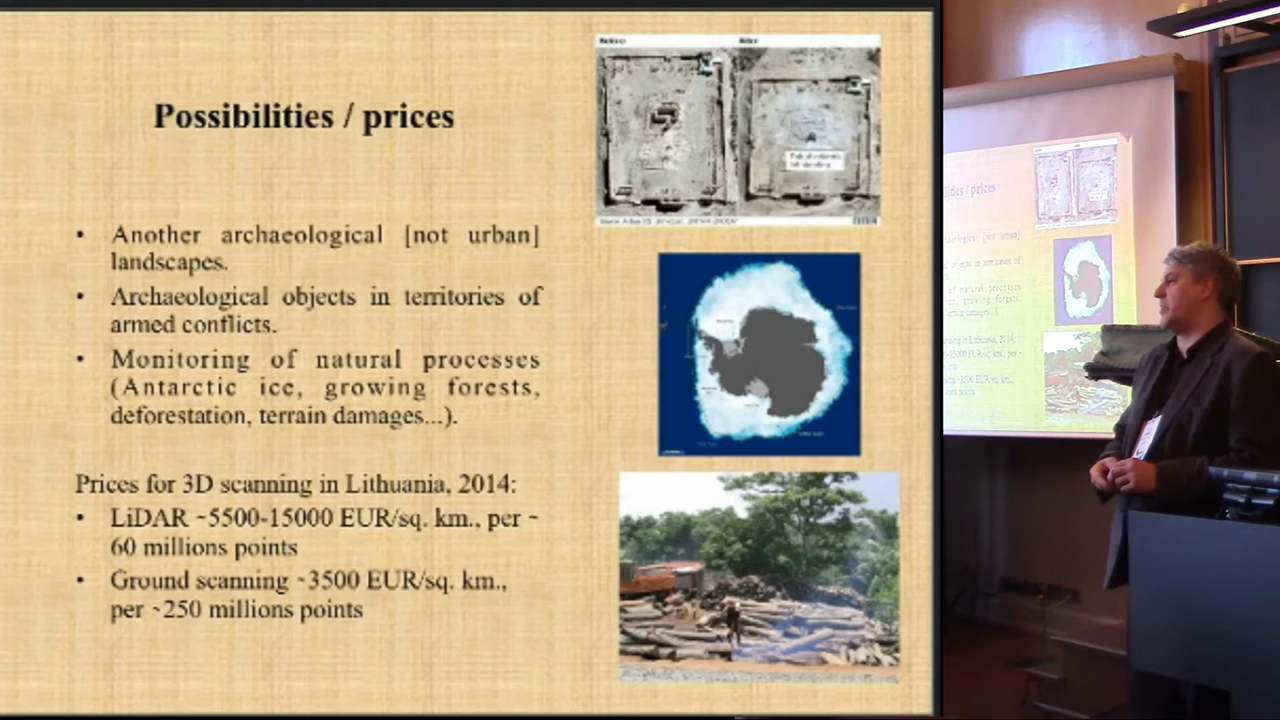 Possibilities / prices
• Another archaeological [not urban]
landscapes.
• Archaeological objects in territories of
armed conflicts.
• Monitoring of natural processes
(Antarctic ice, growing forests,
deforestation, terrain damages...).
Prices for 3D scanning in Lithuania, 2014:
• LiDAR ~5500-15000 EUR/sq. km., per ~
60 millions points
• Ground scanning ~3500 EUR/sq. km.,
per ~250 millions points
Before
After